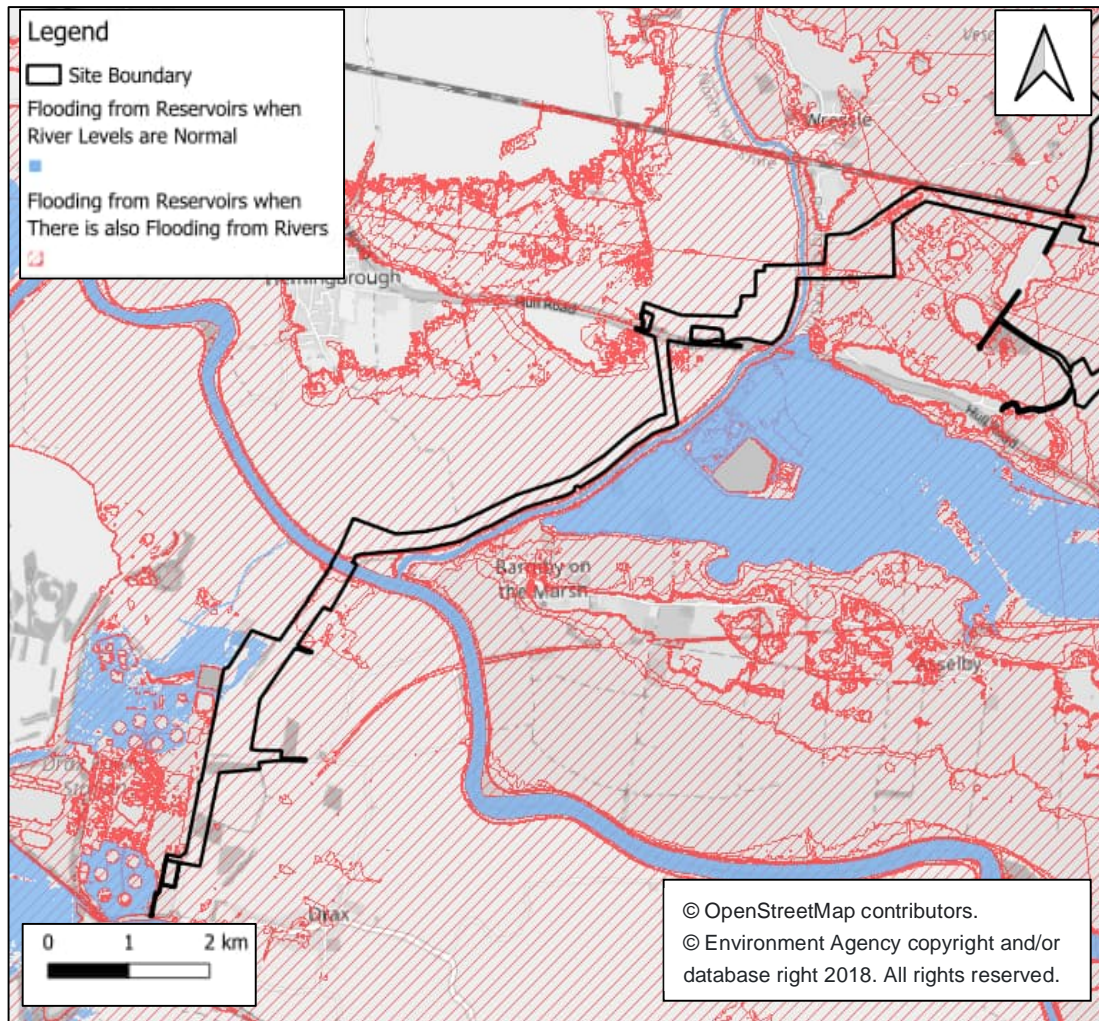 Legend
Site Boundary
Flooding from Reservoirs when
River Levels are Normal
Flooding from Reservoirs when
There is also Flooding from Rivers
Wressle
Hull Road
Hull Road
Barmby on
the Marsh
Asselby
Drax
Station
Drax
0 1 2 km
© OpenStreetMap contributors.
© Environment Agency copyright and/or
database right 2018. All rights reserved.